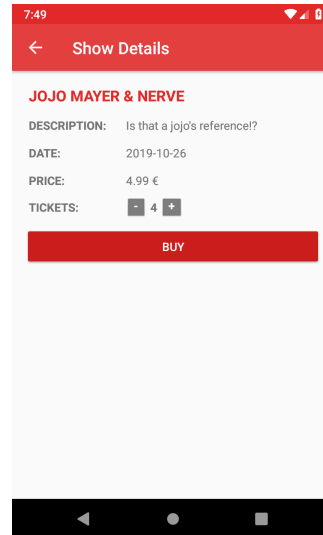 7:49
Show Details
JOJO MAYER & NERVE
DESCRIPTION: Is that a jojo's reference!?
DATE: 2019-10-26
PRICE: 4.99 €
TICKETS: - 4 +
BUY